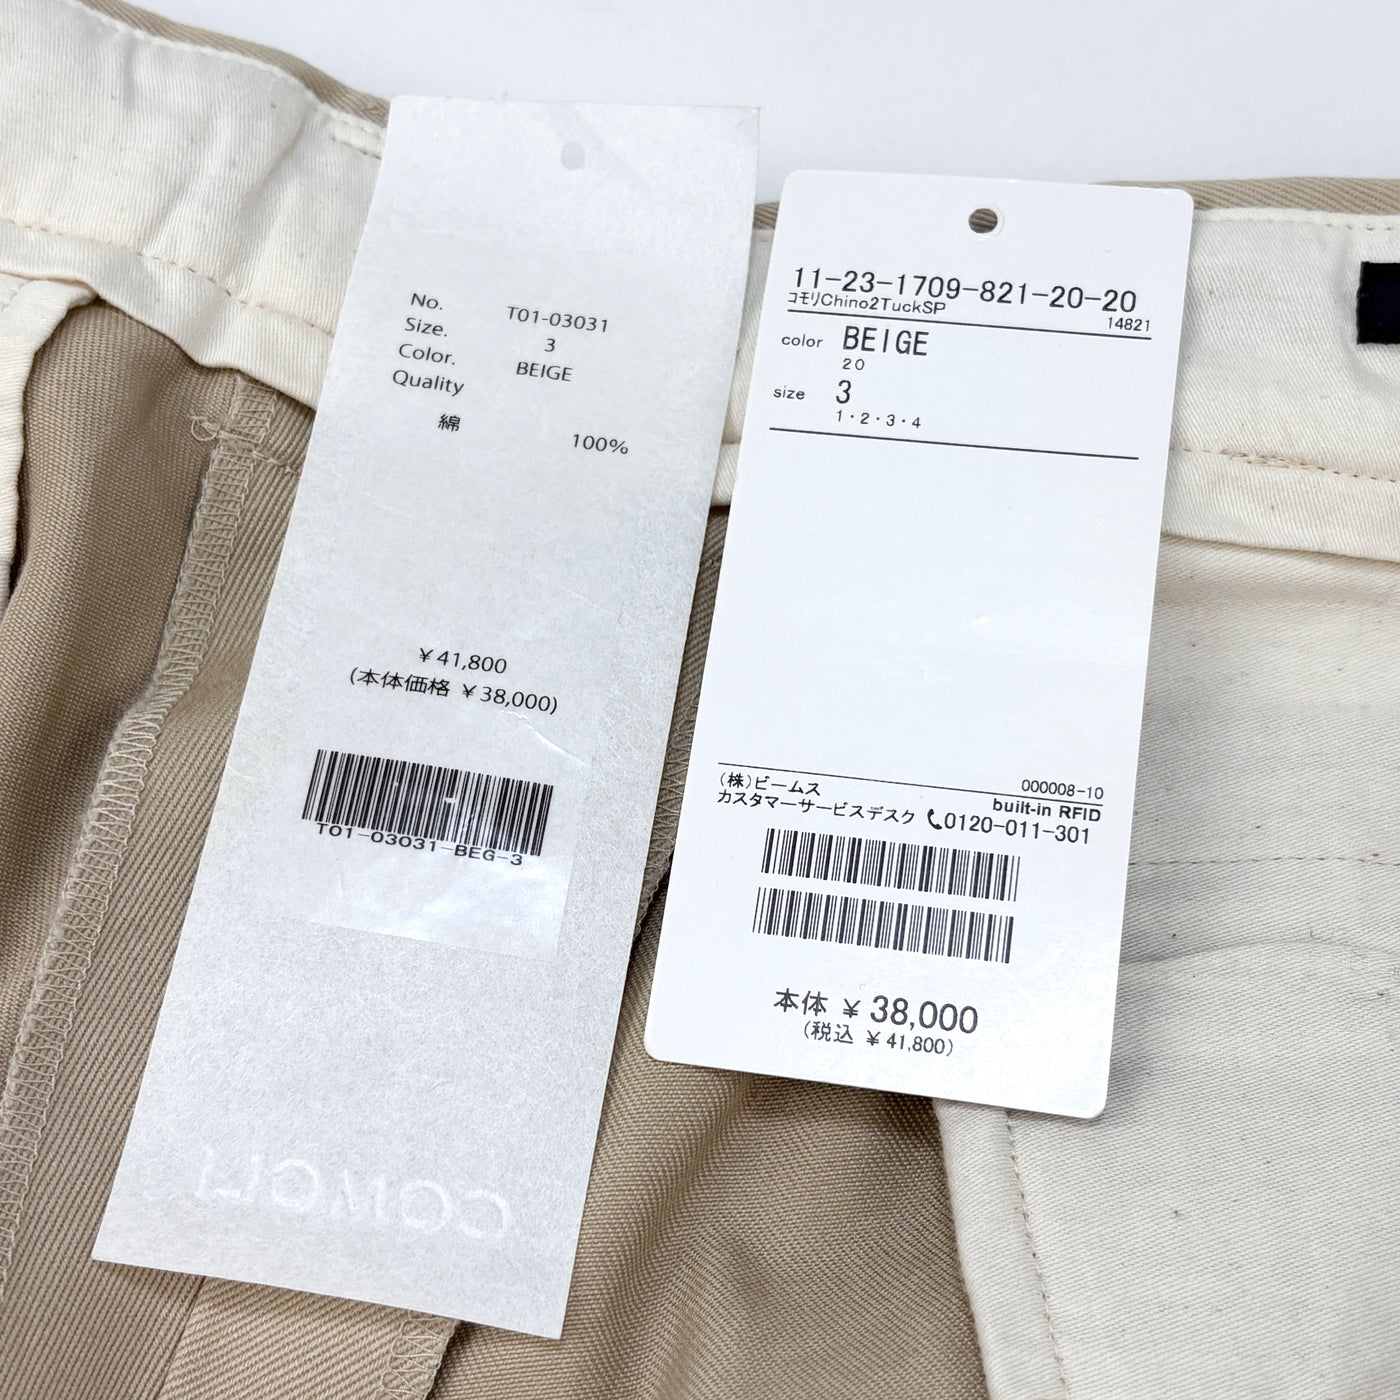 No. T01-03031
Size. 3
Color. BEIGE
Quality
綿 100%
¥41,800
(本体価格 ¥38,000)
T01-03031-BEG-3
COMOLI
11-23-1709-821-20-20
コモリChino2TuckSP
14821
color BEIGE
20
size 3
1・2・3・4
(株)ビームス
000008-10
built-in RFID
カスタマーサービスデスク 0120-011-301
本体 ¥38,000
(税込 ¥41,800)